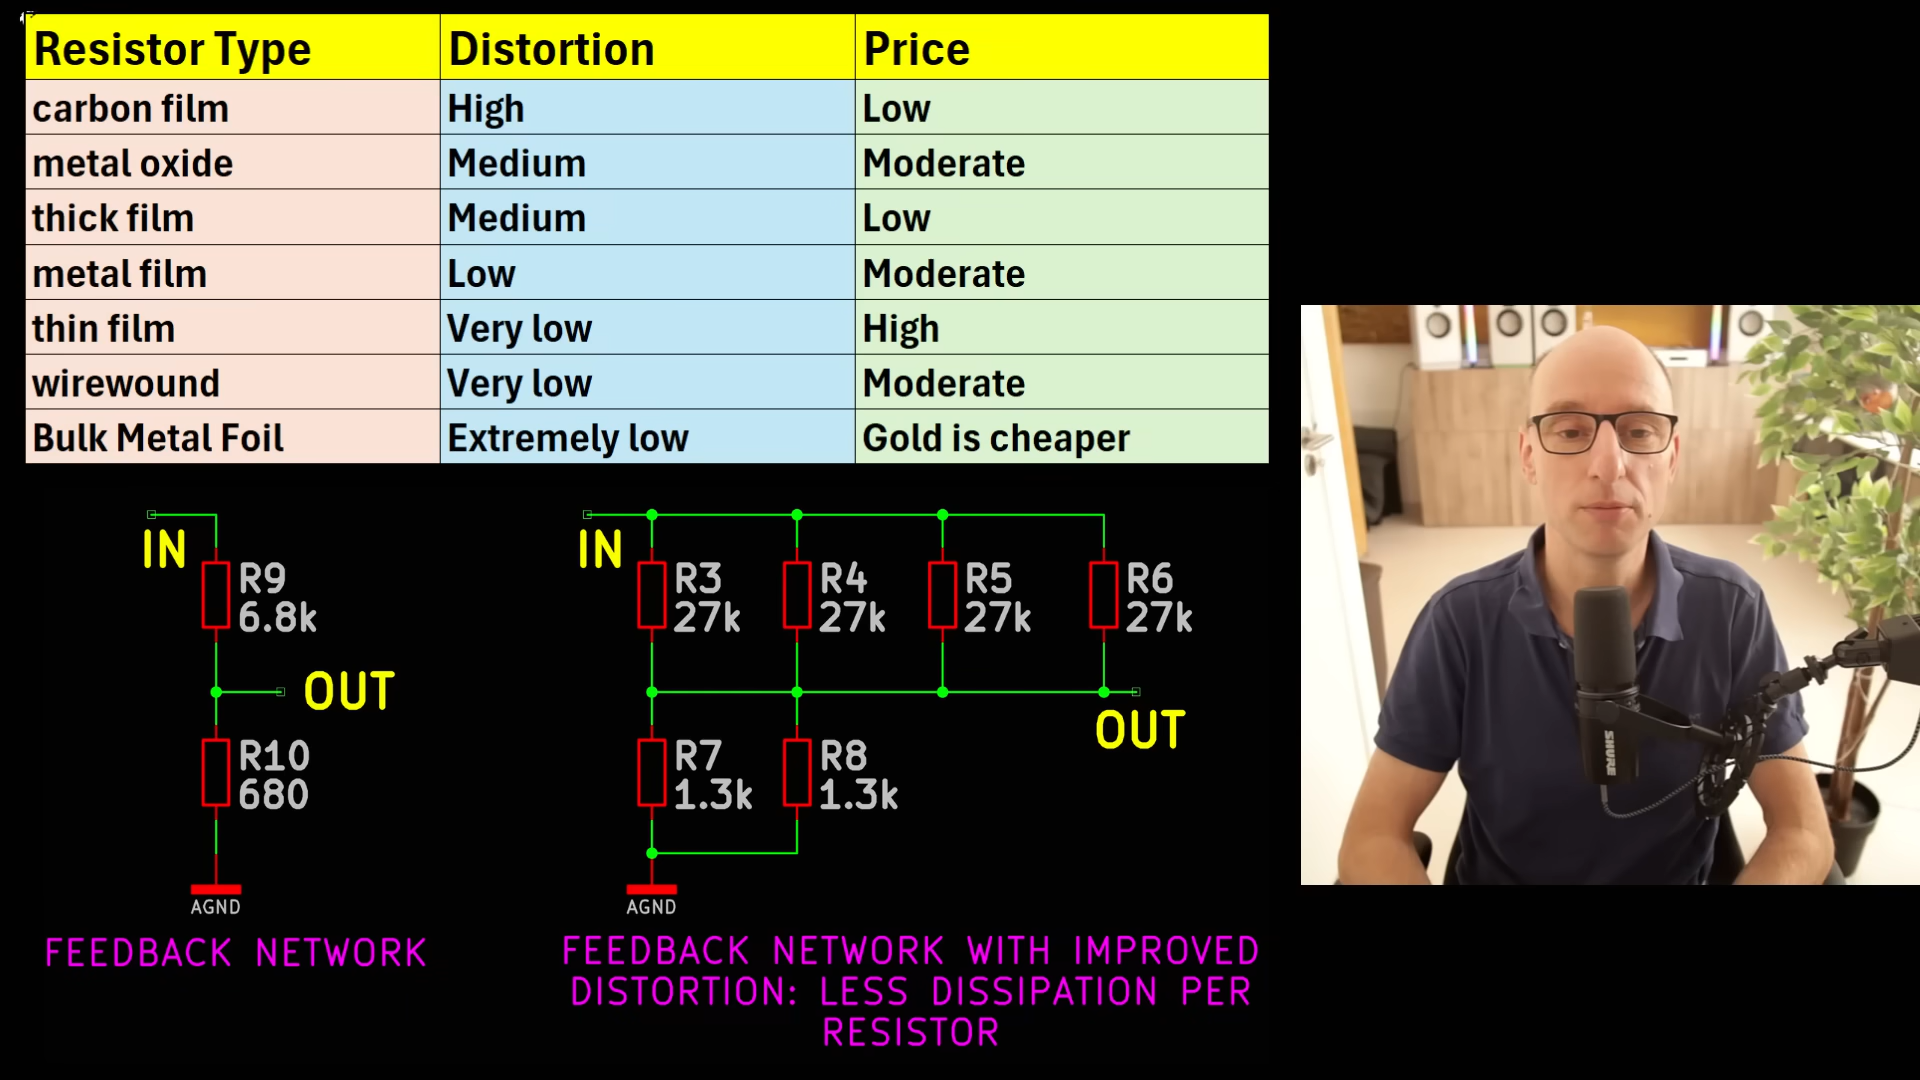 Resistor Type Distortion Price
carbon film High Low
metal oxide Medium Moderate
thick film Medium Low
metal film Low Moderate
thin film Very low High
wirewound Very low Moderate
Bulk Metal Foil Extremely low Gold is cheaper
IN
R9
6.8k
OUT
R10
680
AGND
FEEDBACK NETWORK
IN
R3
27k
R4
27k
R5
27k
R6
27k
OUT
R7
1.3k
R8
1.3k
AGND
FEEDBACK NETWORK WITH IMPROVED
DISTORTION: LESS DISSIPATION PER
RESISTOR
SHURE